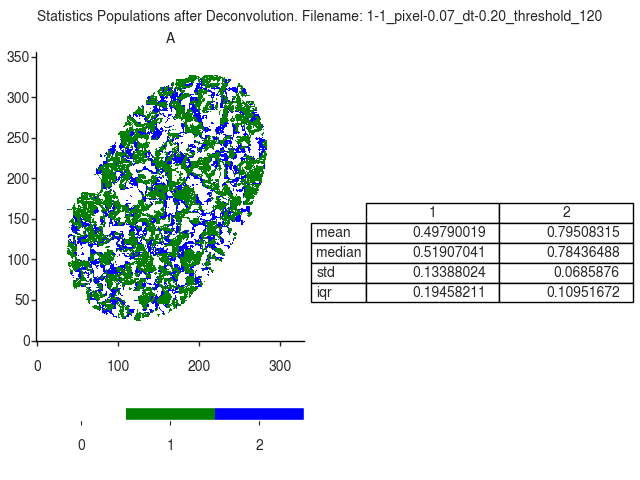 Statistics Populations after Deconvolution. Filename: 1-1_pixel-0.07_dt-0.20_threshold_120
A
350
300
250
200
150
100
50
0
0 100 200 300
1 2
mean 0.49790019 0.79508315
median 0.51907041 0.78436488
std 0.13388024 0.0685876
iqr 0.19458211 0.10951672
0 1 2